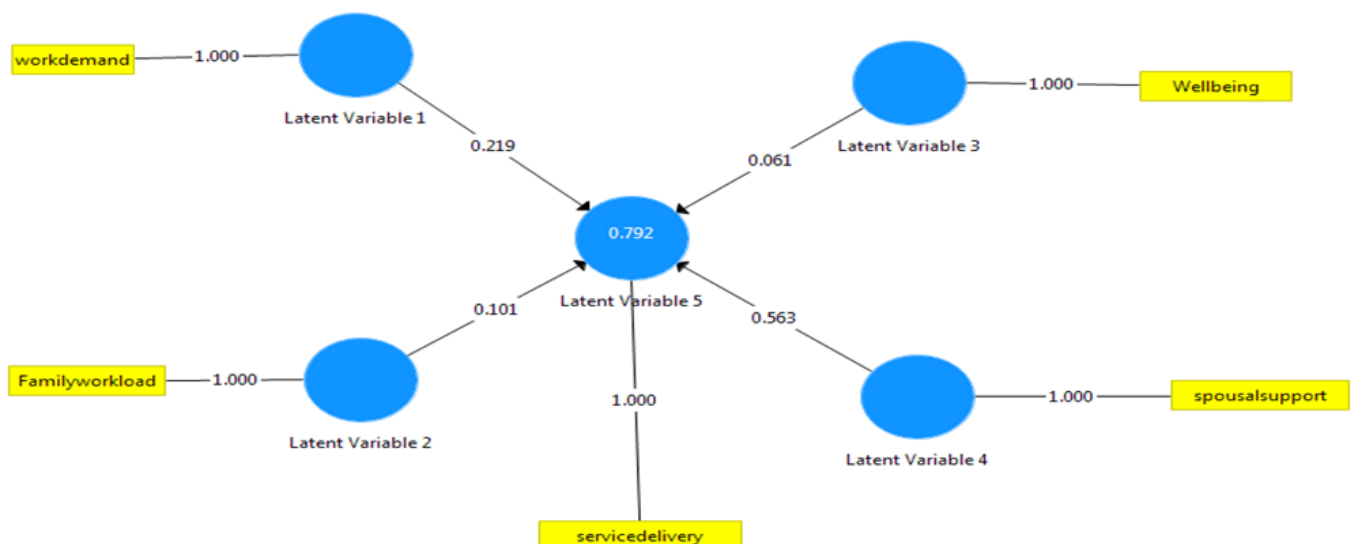 workdemand
1.000
Latent Variable 1
0.219
Wellbeing
1.000
Latent Variable 3
0.061
0.792
Latent Variable 5
0.101
0.563
Familyworkload
1.000
Latent Variable 2
1.000
spousalsupport
1.000
Latent Variable 4
servicedelivery